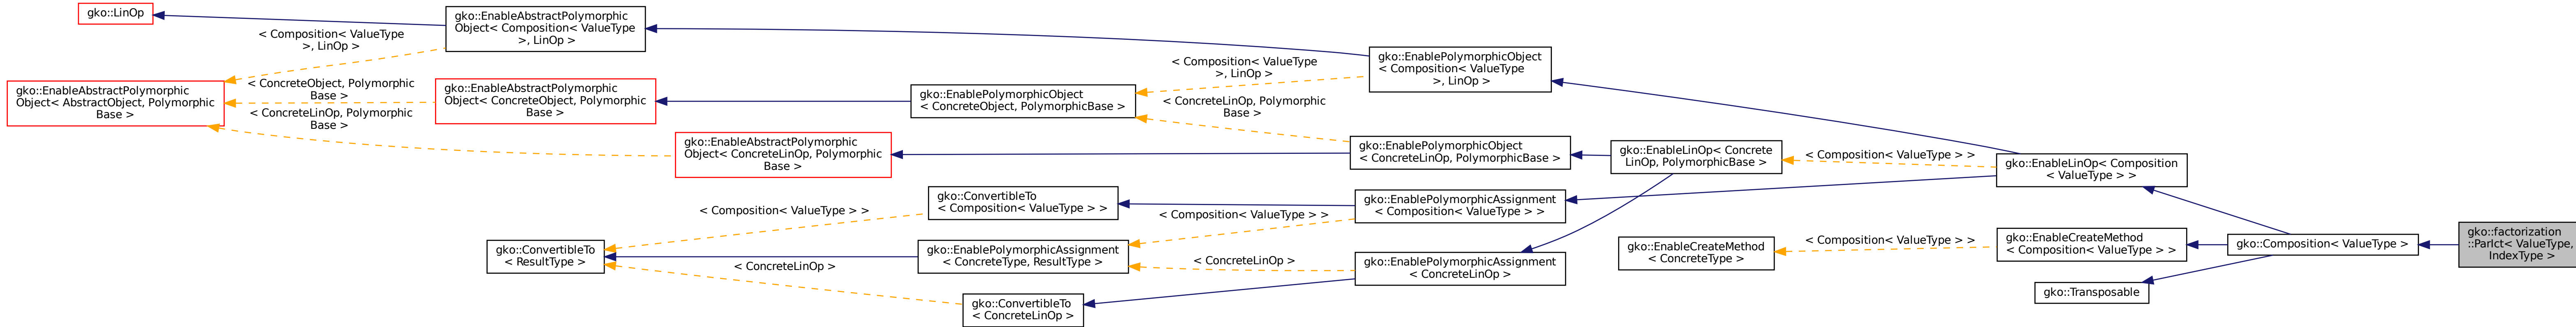 gko::LinOp
gko::EnableAbstractPolymorphic
Object< Composition< ValueType
>, LinOp >
< Composition< ValueType
>, LinOp >
gko::EnableAbstractPolymorphic
Object< AbstractObject, Polymorphic
Base >
< ConcreteObject, Polymorphic
Base >
< ConcreteLinOp, Polymorphic
Base >
gko::EnableAbstractPolymorphic
Object< ConcreteObject, Polymorphic
Base >
gko::EnableAbstractPolymorphic
Object< ConcreteLinOp, Polymorphic
Base >
gko::EnablePolymorphicObject
< ConcreteObject, PolymorphicBase >
< Composition< ValueType
>, LinOp >
< ConcreteLinOp, Polymorphic
Base >
gko::EnablePolymorphicObject
< Composition< ValueType
>, LinOp >
gko::EnablePolymorphicObject
< ConcreteLinOp, PolymorphicBase >
gko::EnableLinOp< Concrete
LinOp, PolymorphicBase >
< Composition< ValueType > >
gko::EnableLinOp< Composition
< ValueType > >
gko::ConvertibleTo
< Composition< ValueType > >
< Composition< ValueType > >
gko::ConvertibleTo
< ResultType >
gko::EnablePolymorphicAssignment
< ConcreteType, ResultType >
< ConcreteLinOp >
gko::ConvertibleTo
< ConcreteLinOp >
< Composition< ValueType > >
< ConcreteLinOp >
gko::EnablePolymorphicAssignment
< Composition< ValueType > >
gko::EnablePolymorphicAssignment
< ConcreteLinOp >
gko::EnableCreateMethod
< ConcreteType >
< Composition< ValueType > >
gko::EnableCreateMethod
< Composition< ValueType > >
gko::Transposable
gko::Composition< ValueType >
gko::factorization
::ParIct< ValueType,
IndexType >